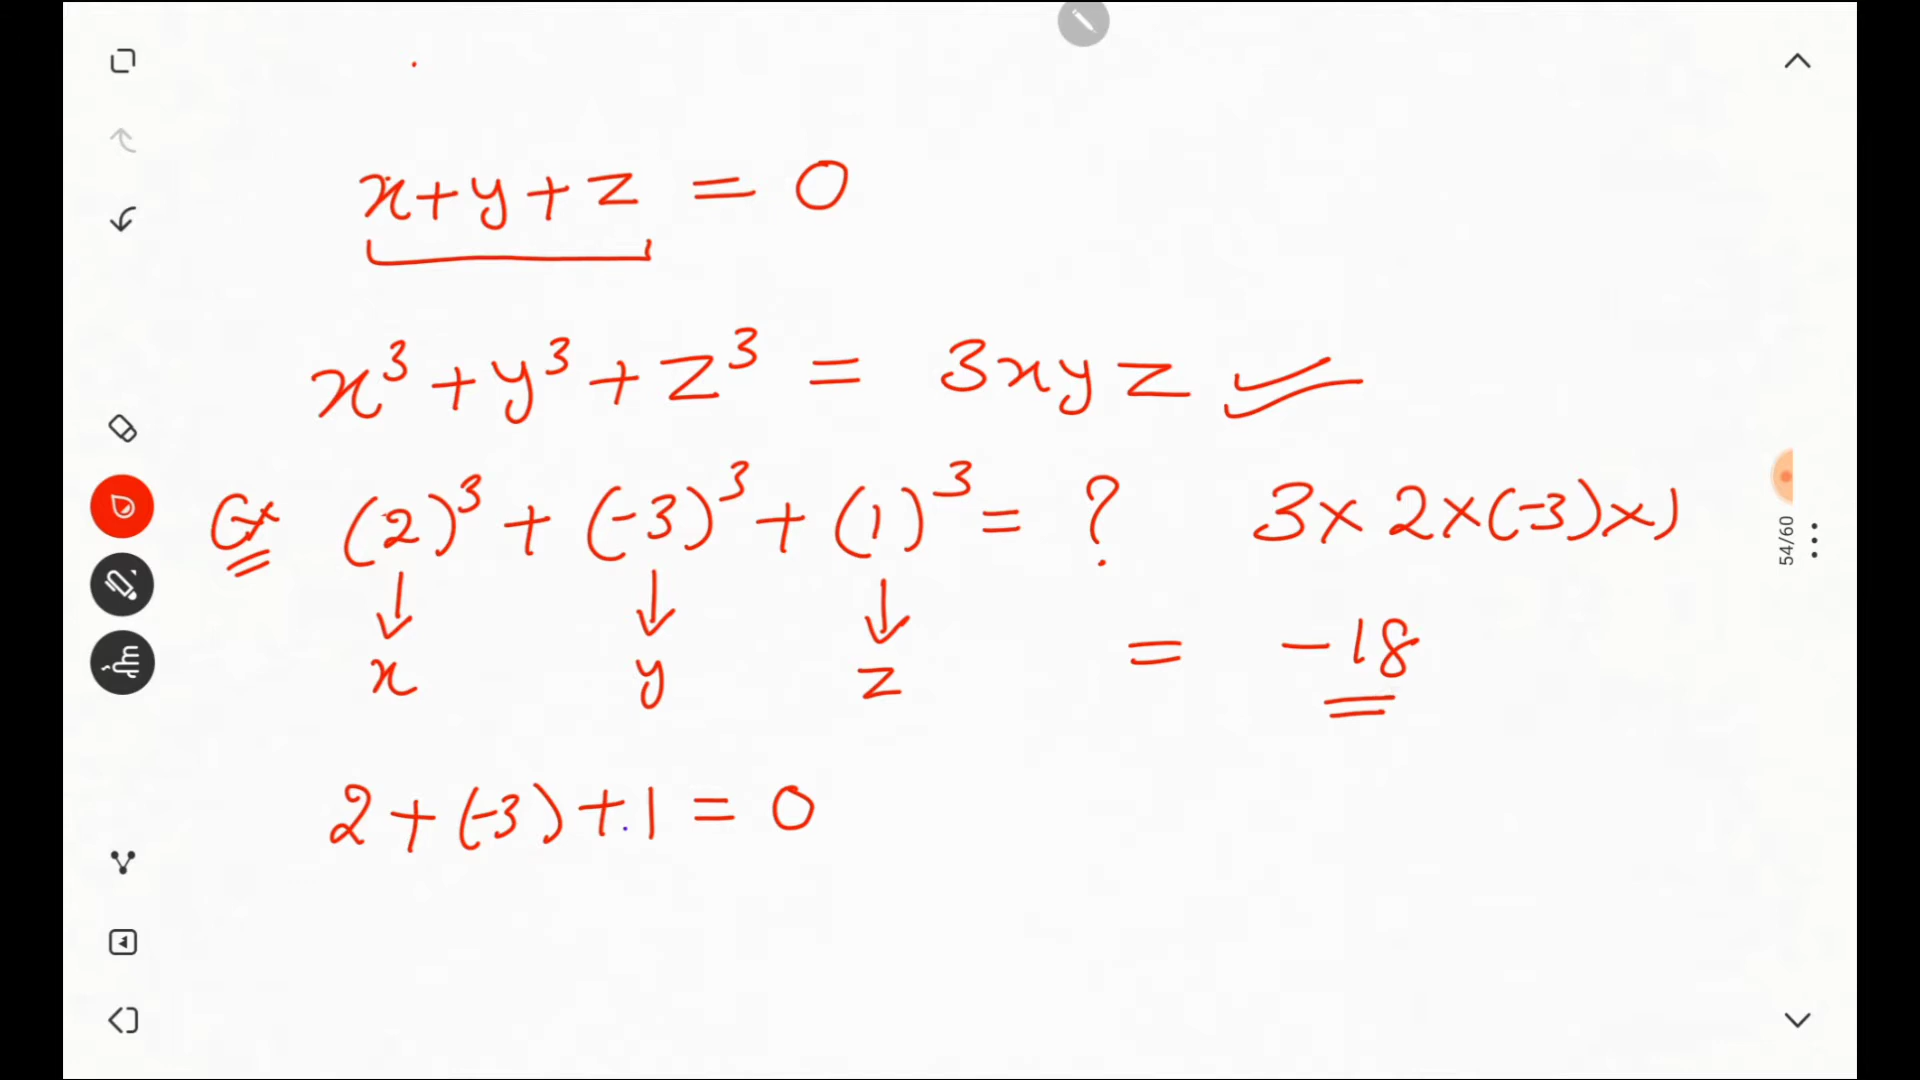 x+y+z = 0
x³+y³+z³ = 3xyz
Ex (2)³ + (-3)³ + (1)³ = ? 3×2×(-3)×1
x y z = -18
2+(-3)+1 = 0
54/60